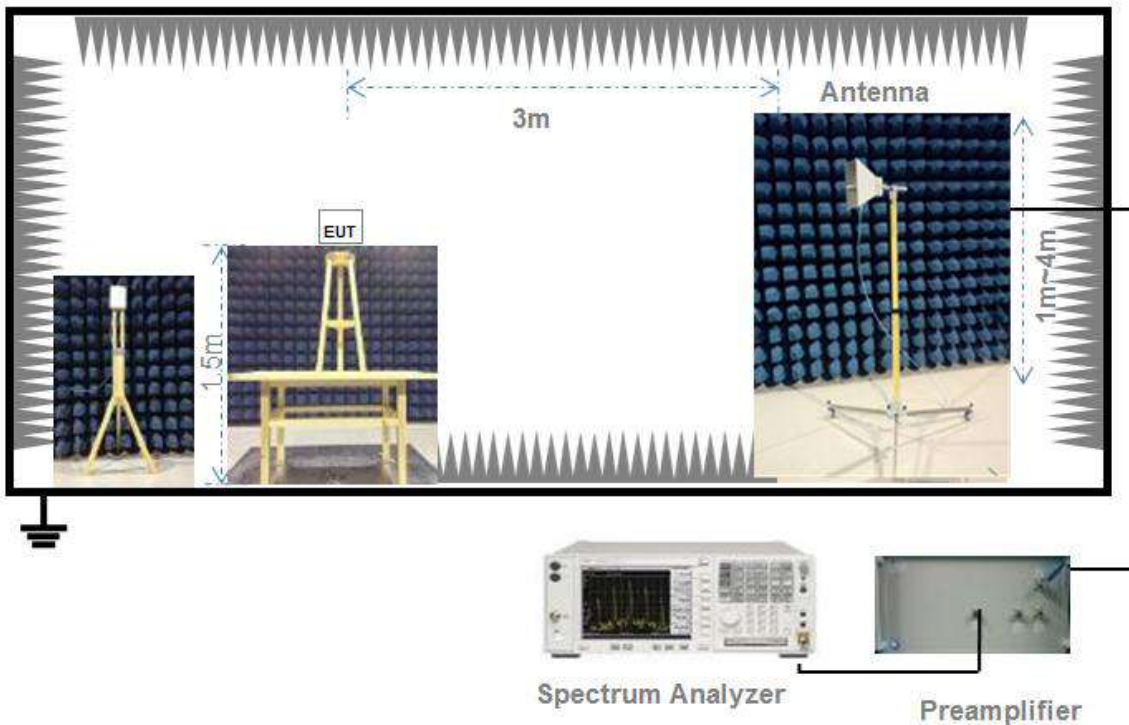 Antenna
3m
EUT
1.5m
1m~4m
Spectrum Analyzer
Preamplifier